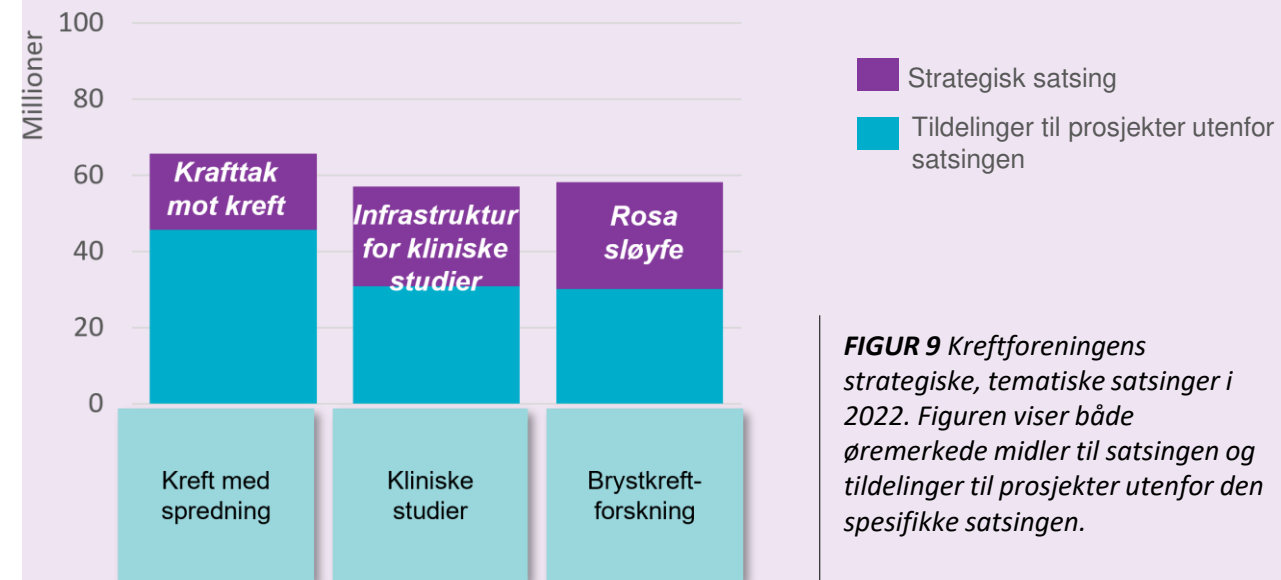 Millioner
100
80
60
40
20
0
Krafttak
mot kreft
Infrastruktur
for kliniske
studier
Rosa
sløyfe
Kreft med
spredning
Kliniske
studier
Brystkreft-
forskning
Strategisk satsing
Tildelinger til prosjekter utenfor
satsingen
FIGUR 9 Kreftforeningens
strategiske, tematiske satsinger i
2022. Figuren viser både
øremerkede midler til satsingen og
tildelinger til prosjekter utenfor den
spesifikke satsingen.